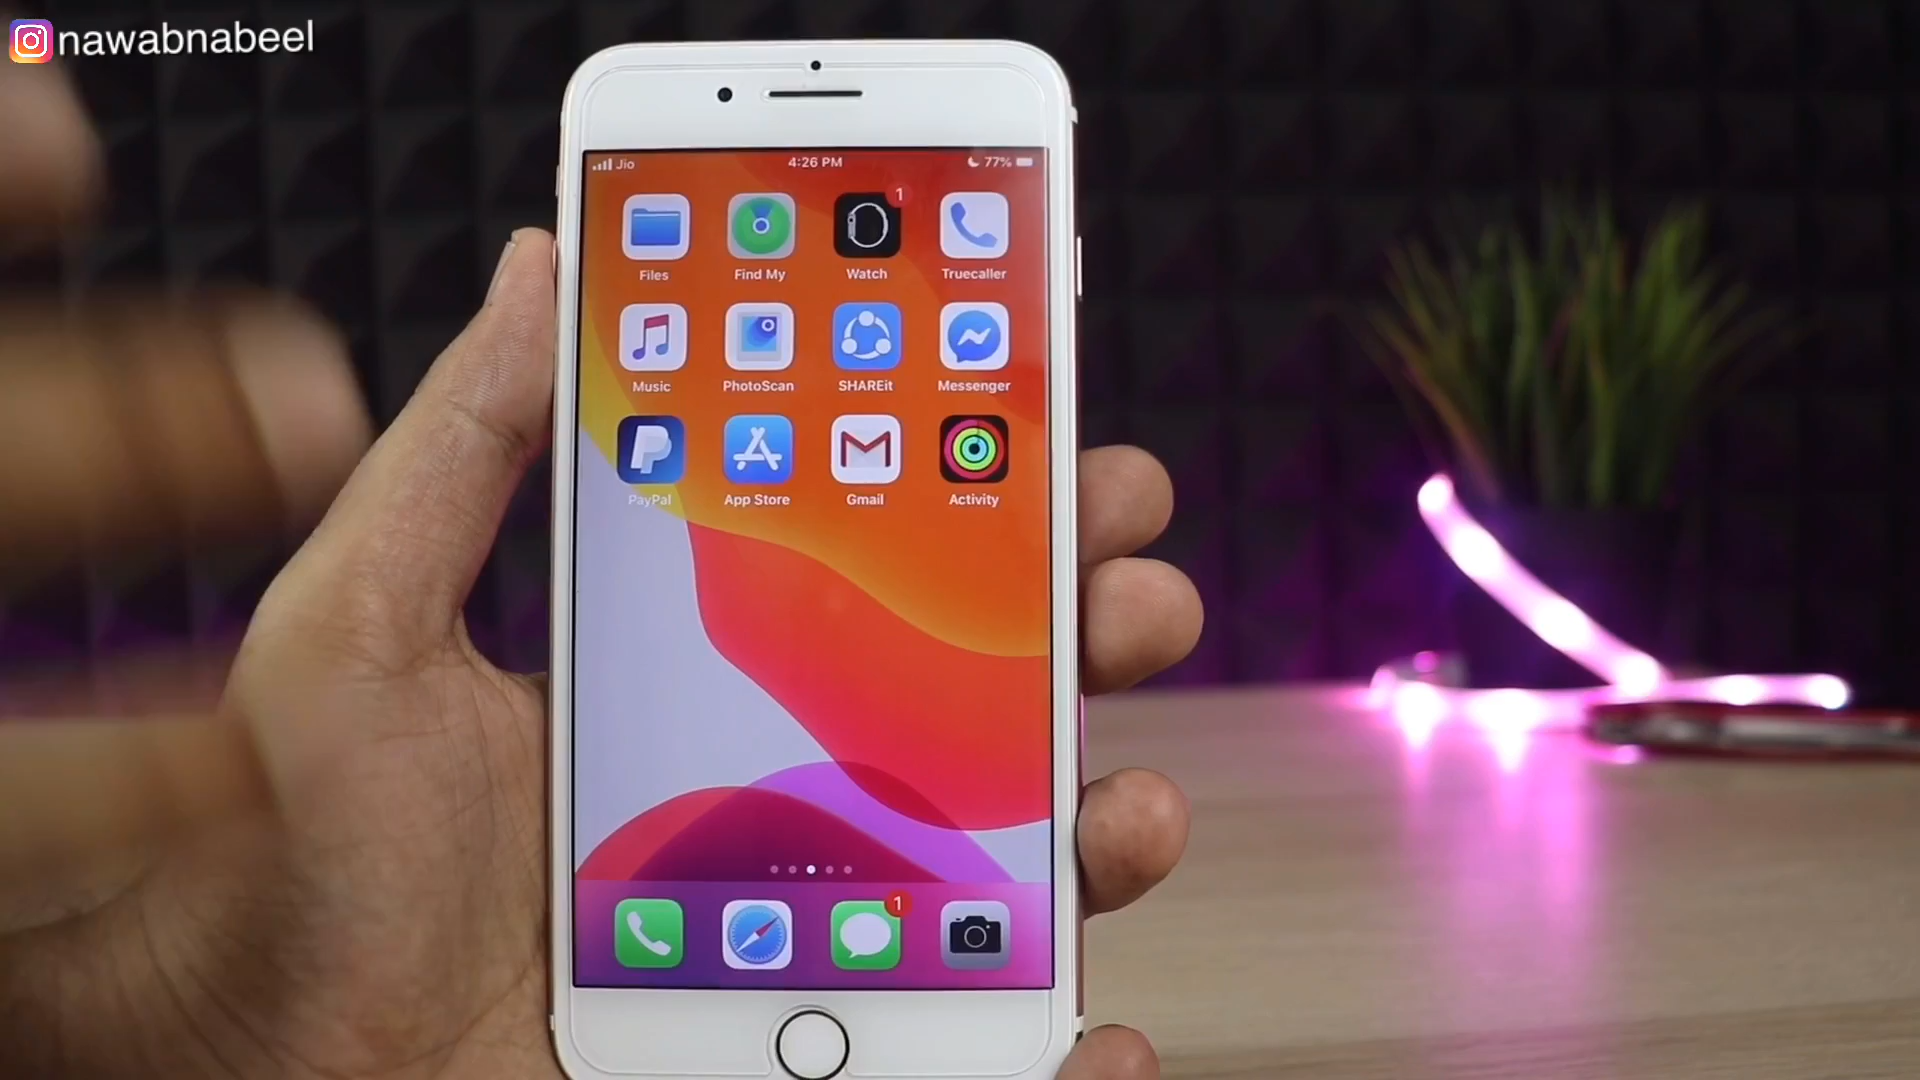 nawabnabeel
Jio 4:26 PM 77%
1
Files Find My Watch Truecaller
Music PhotoScan SHAREit Messenger
PayPal App Store Gmail Activity
1